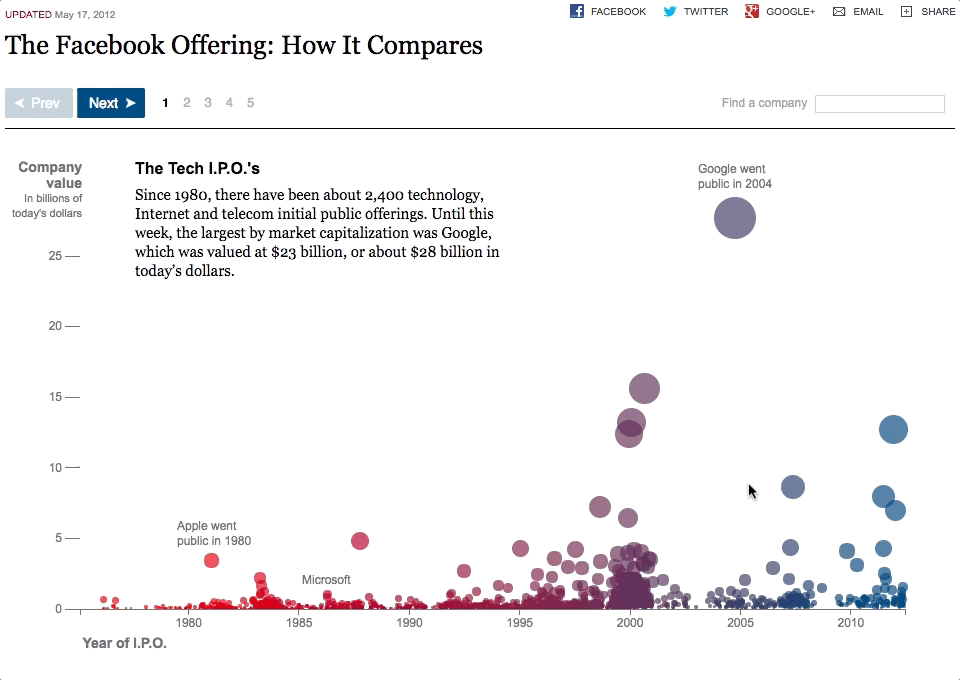 UPDATED May 17, 2012
FACEBOOK TWITTER GOOGLE+ EMAIL SHARE
The Facebook Offering: How It Compares
Prev Next 1 2 3 4 5
Find a company
Company
value
In billions of
today's dollars
The Tech I.P.O.'s
Since 1980, there have been about 2,400 technology,
Internet and telecom initial public offerings. Until this
week, the largest by market capitalization was Google,
which was valued at $23 billion, or about $28 billion in
today's dollars.
Google went
public in 2004
25
20
15
10
5
0
Apple went
public in 1980
Microsoft
1980 1985 1990 1995 2000 2005 2010
Year of I.P.O.